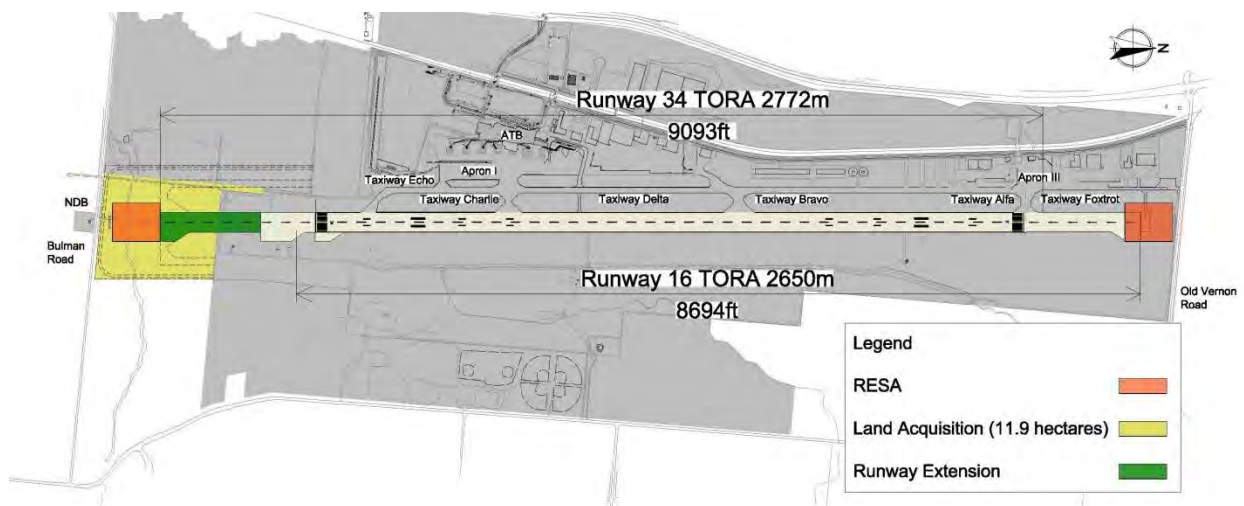 N
Runway 34 TORA 2772m
9093ft
ATB
Apron I
Apron III
Taxiway Echo
Taxiway Charlie
Taxiway Delta
Taxiway Bravo
Taxiway Alfa
Taxiway Foxtrot
NDB
Bulman
Road
Runway 16 TORA 2650m
8694ft
Old Vernon
Road
Legend
RESA
Land Acquisition (11.9 hectares)
Runway Extension